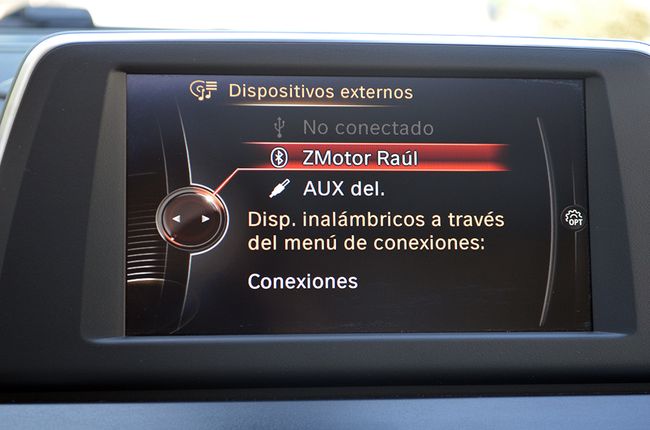 Dispositivos externos
No conectado
ZMotor Raúl
AUX del.
Disp. inalámbricos a través
del menú de conexiones:
OPT
Conexiones